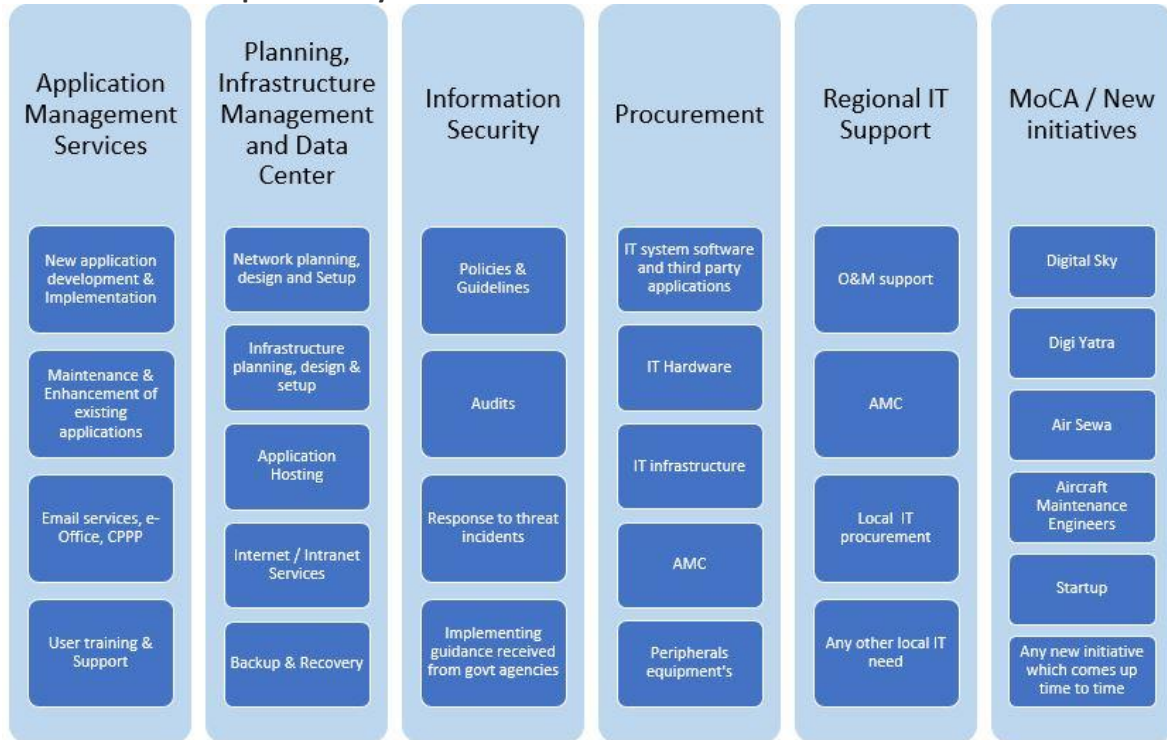 Application
Management
Services
New application
development &
Implementation
Maintenance &
Enhancement of
existing
applications
Email services, e-
Office, CPPP
User training &
Support
Planning,
Infrastructure
Management
and Data
Center
Network planning,
design and Setup
Infrastructure
planning, design &
setup
Application
Hosting
Internet / Intranet
Services
Backup & Recovery
Information
Security
Policies &
Guidelines
Audits
Response to threat
incidents
Implementing
guidance received
from govt agencies
Procurement
IT system software
and third party
applications
IT Hardware
IT infrastructure
AMC
Peripherals
equipment's
Regional IT
Support
O&M support
AMC
Local IT
procurement
Any other local IT
need
MoCA / New
initiatives
Digital Sky
Digi Yatra
Air Sewa
Aircraft
Maintenance
Engineers
Startup
Any new initiative
which comes up
time to time